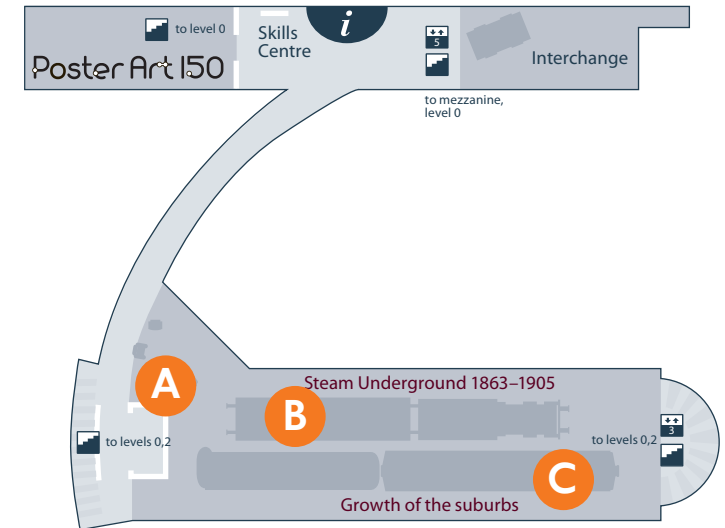 to level 0
Poster Art 150
Skills
Centre
i
5
to mezzanine,
level 0
Interchange
A
Steam Underground 1863–1905
B
to levels 0,2
3
to levels 0,2
C
Growth of the suburbs